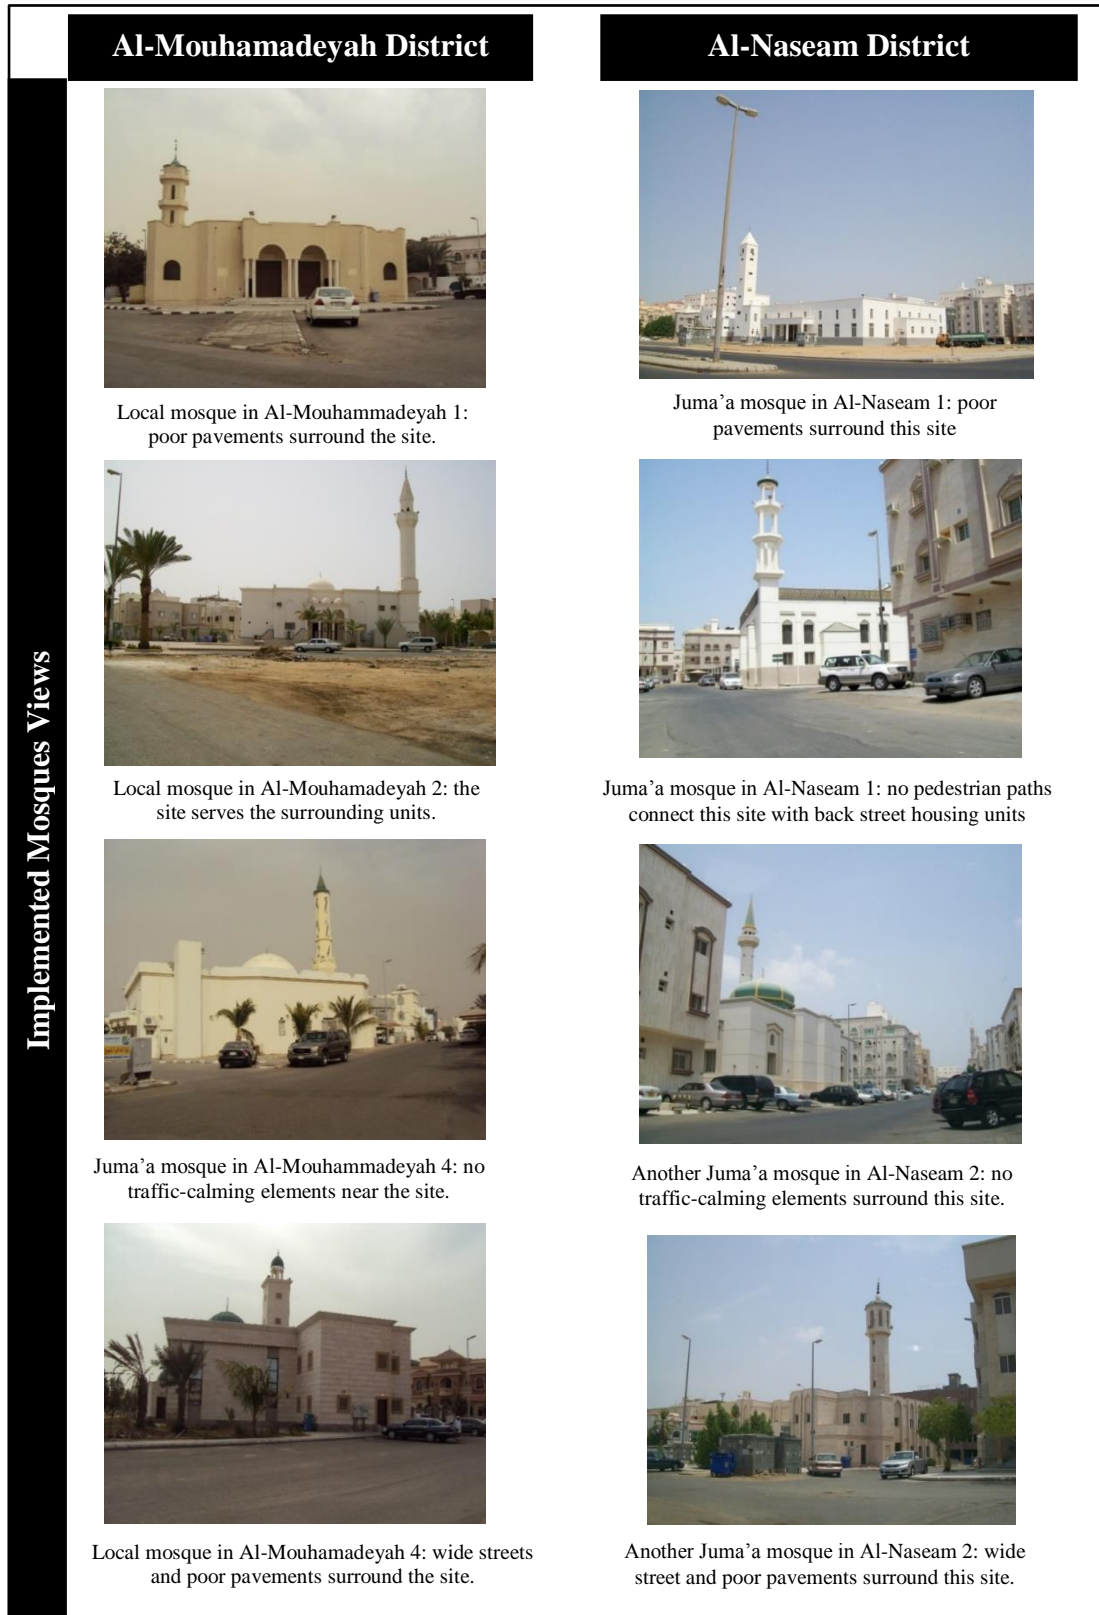 Al-Mouhamadeyah District
Al-Naseam District
Implemented Mosques Views
Local mosque in Al-Mouhammadeyah 1:
poor pavements surround the site.
Juma'a mosque in Al-Naseam 1: poor
pavements surround this site
Local mosque in Al-Mouhamadeyah 2: the
site serves the surrounding units.
Juma'a mosque in Al-Naseam 1: no pedestrian paths
connect this site with back street housing units
Juma'a mosque in Al-Mouhammadeyah 4: no
traffic-calming elements near the site.
Another Juma'a mosque in Al-Naseam 2: no
traffic-calming elements surround this site.
Local mosque in Al-Mouhamadeyah 4: wide streets
and poor pavements surround the site.
Another Juma'a mosque in Al-Naseam 2: wide
street and poor pavements surround this site.